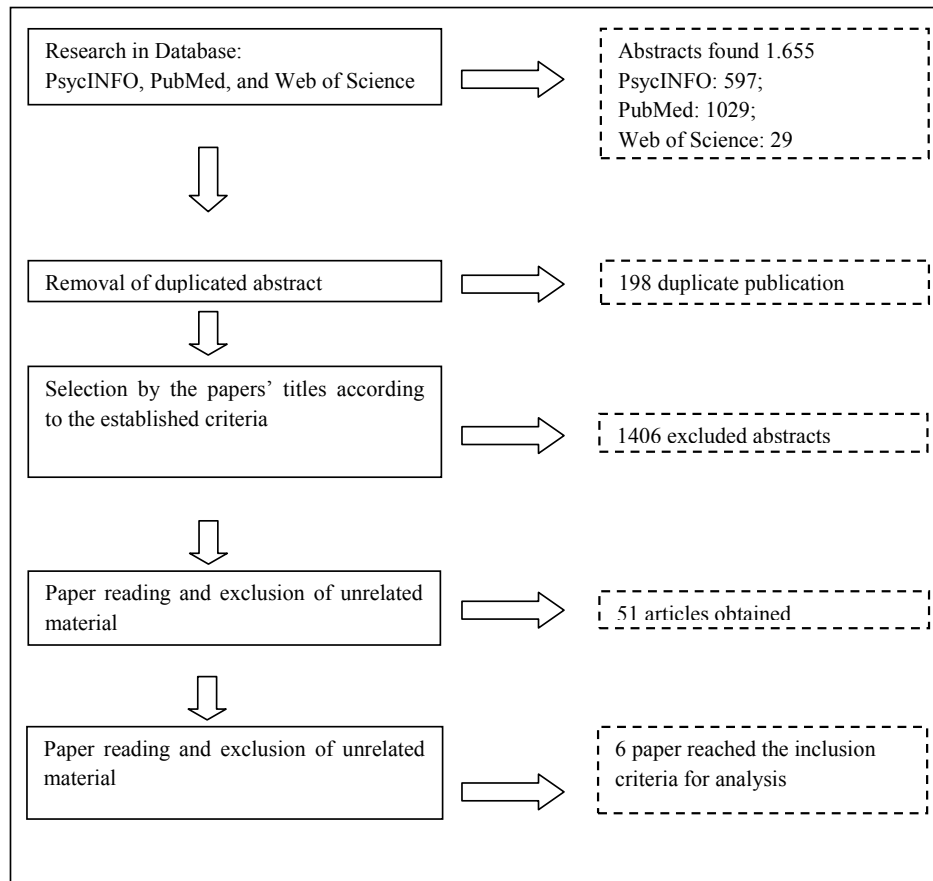 Research in Database:
PsycINFO, PubMed, and Web of Science
Abstracts found 1.655
PsycINFO: 597;
PubMed: 1029;
Web of Science: 29
Removal of duplicated abstract
198 duplicate publication
Selection by the papers' titles according
to the established criteria
1406 excluded abstracts
Paper reading and exclusion of unrelated
material
51 articles obtained
Paper reading and exclusion of unrelated
material
6 paper reached the inclusion
criteria for analysis